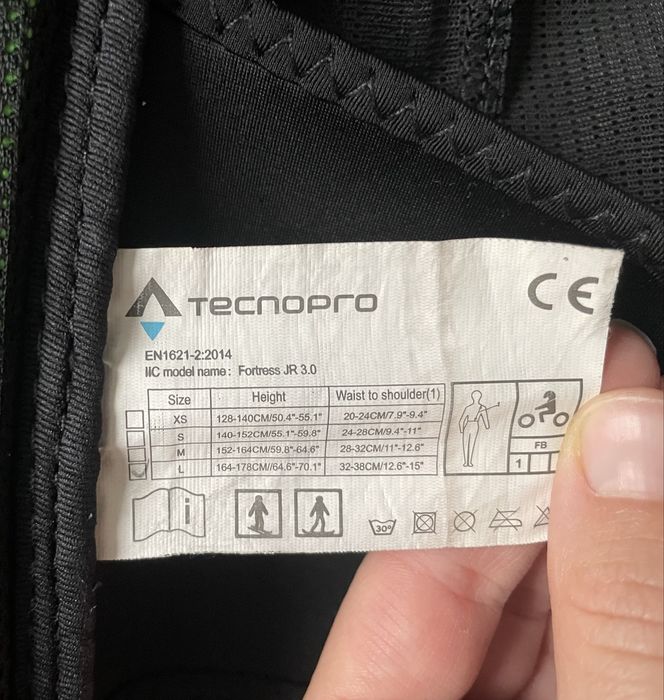 TECNOPRO
CE
EN1621-2:2014
IIC model name: Fortress JR 3.0
Size Height Waist to shoulder(1)
XS 128-140CM/50.4"-55.1" 20-24CM/7.9"-9.4"
S 140-152CM/55.1"-59.8" 24-28CM/9.4"-11"
M 152-164CM/59.8"-64.6" 28-32CM/11"-12.6"
L 164-178CM//64.6"-70.1" 32-38CM/12.6"-15"
FB
1
i
30°